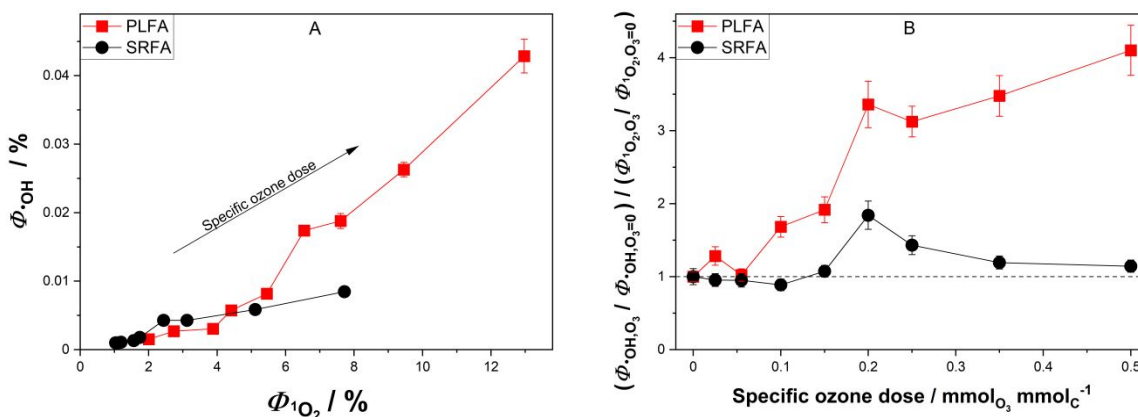 PLFA
SRFA
A
0.04
0.03
0.02
0.01
0
Φ•OH / %
Specific ozone dose
0 2 4 6 8 10 12
Φ1O2 / %
PLFA
SRFA
B
4
3
2
1
0
(Φ•OH,O3 / Φ•OH,O3=0) / (Φ1O2,O3 / Φ1O2,O3=0)
0 0.1 0.2 0.3 0.4 0.5
Specific ozone dose / mmolO3 mmolC-1